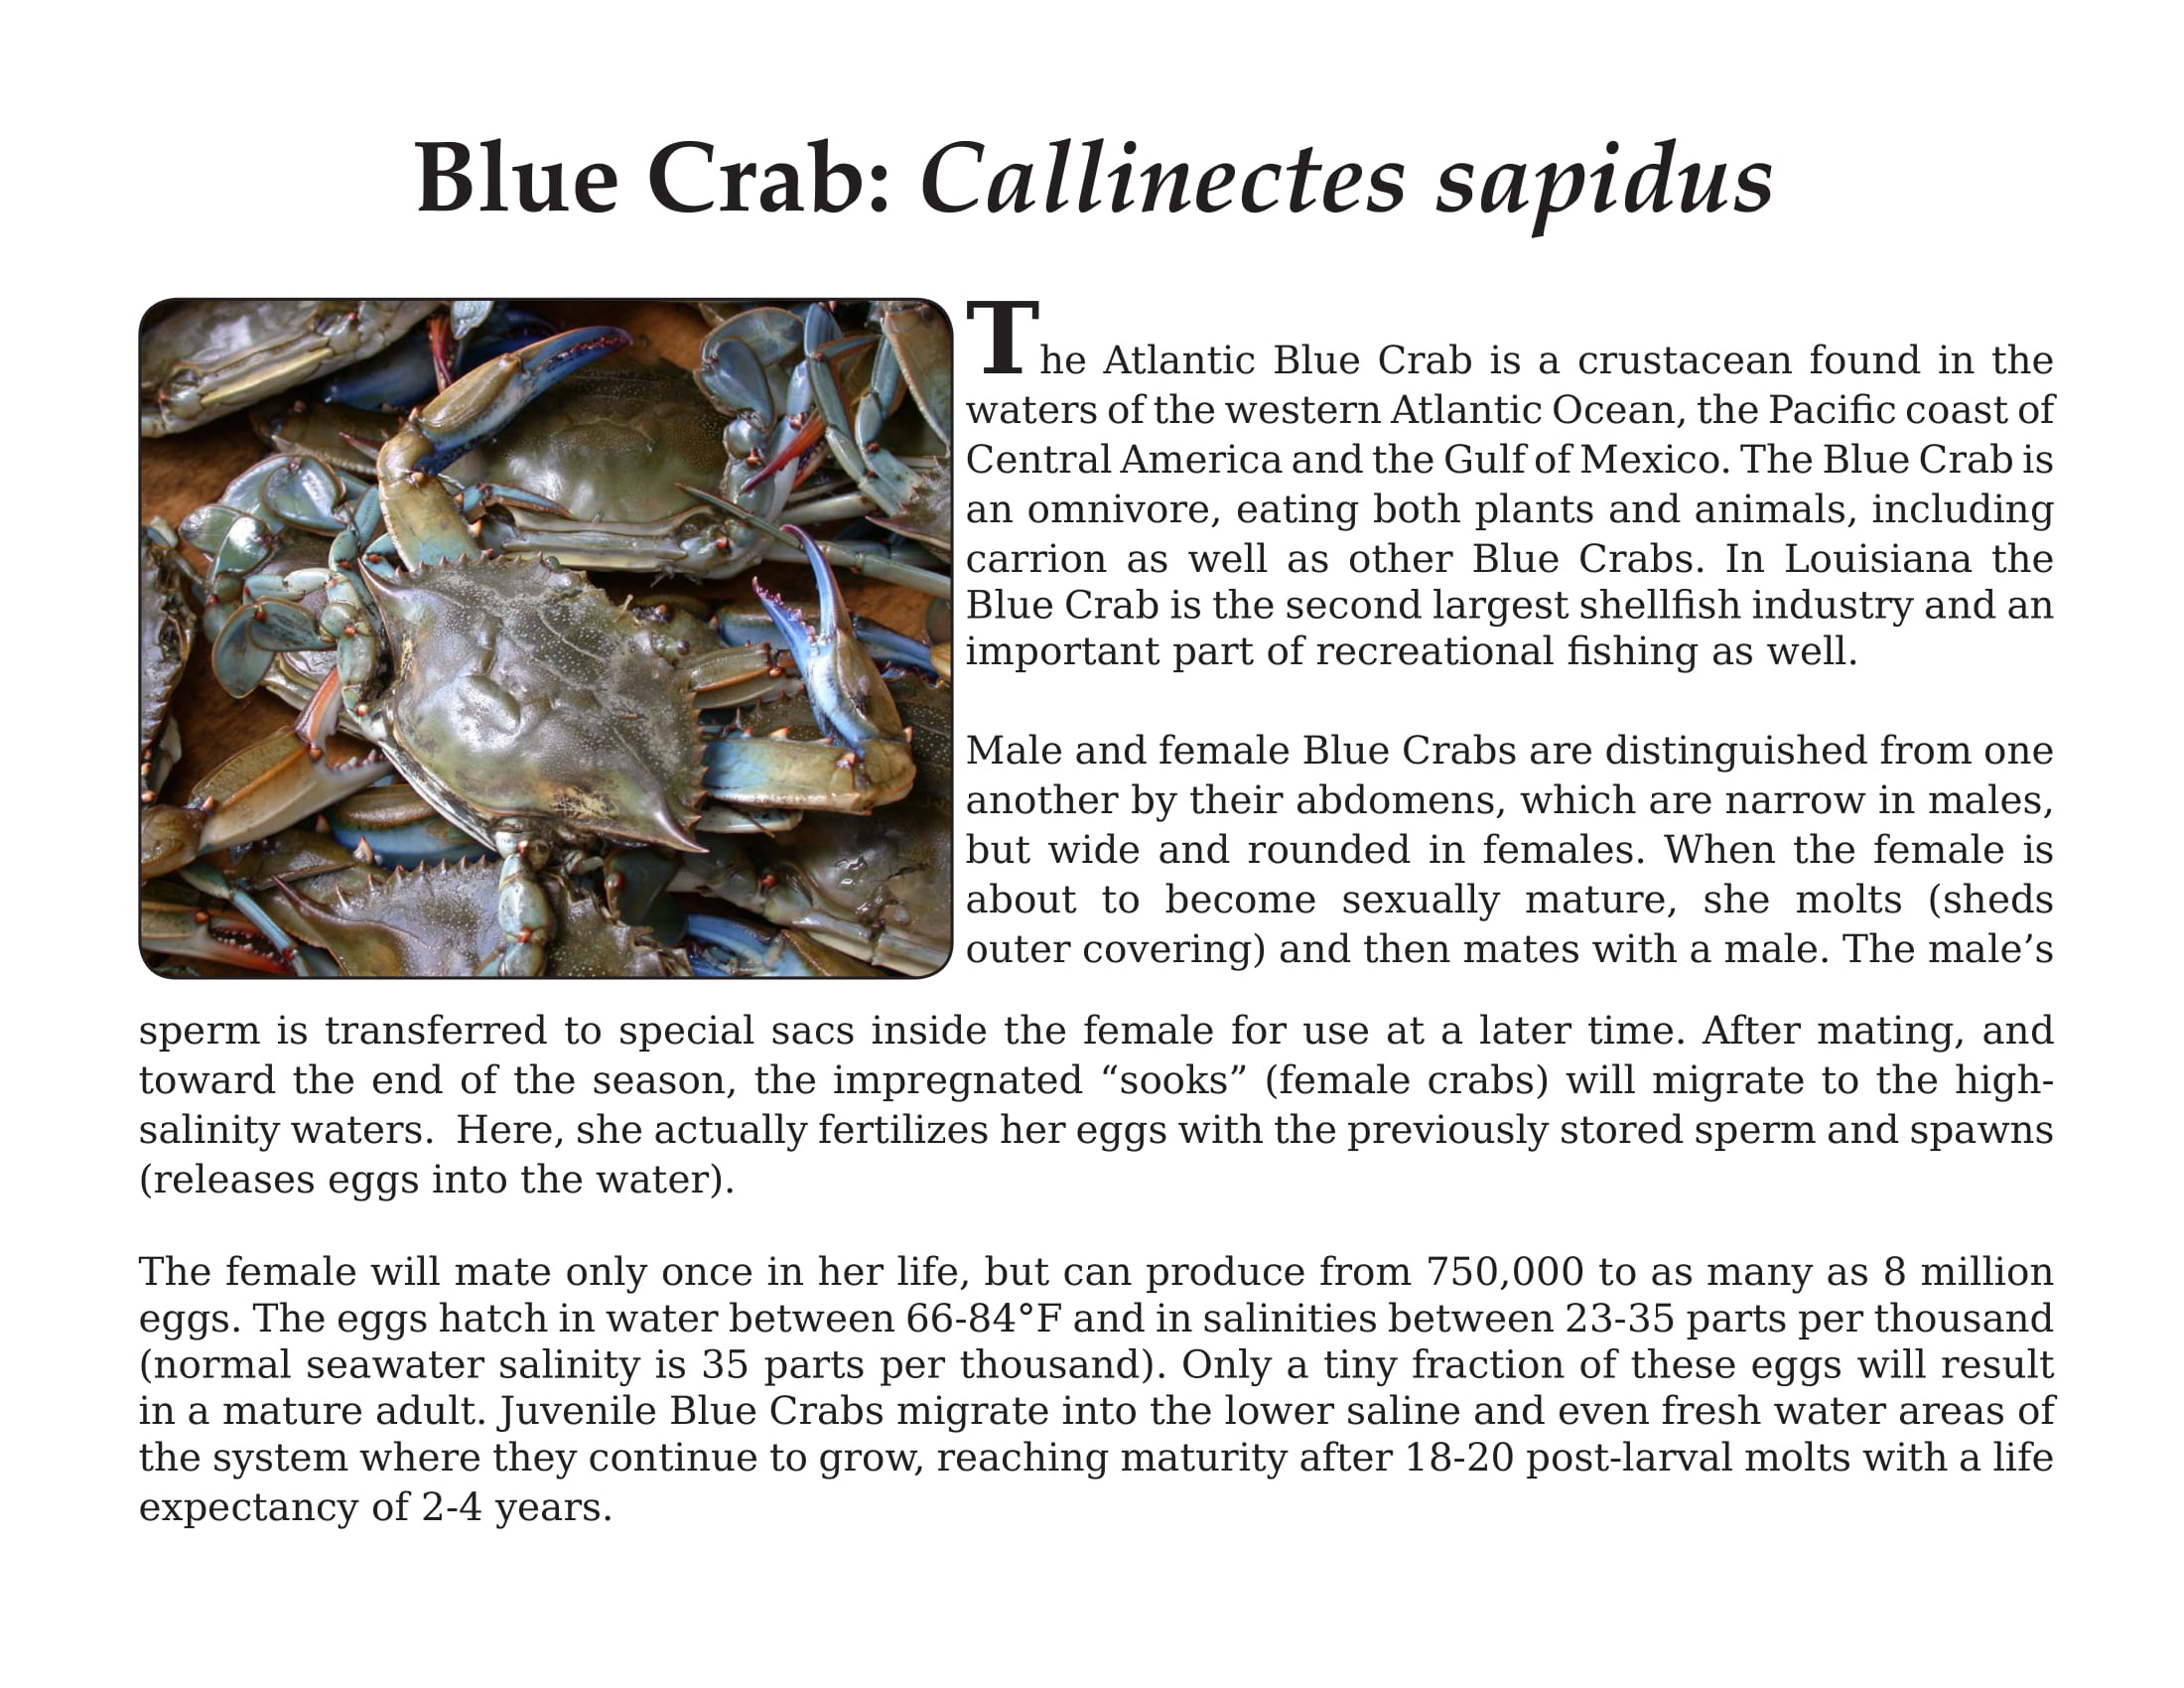 Blue Crab: Callinectes sapidus
The Atlantic Blue Crab is a crustacean found in the
waters of the western Atlantic Ocean, the Pacific coast of
Central America and the Gulf of Mexico. The Blue Crab is
an omnivore, eating both plants and animals, including
carrion as well as other Blue Crabs. In Louisiana the
Blue Crab is the second largest shellfish industry and an
important part of recreational fishing as well.
Male and female Blue Crabs are distinguished from one
another by their abdomens, which are narrow in males,
but wide and rounded in females. When the female is
about to become sexually mature, she molts (sheds
outer covering) and then mates with a male. The male’s
sperm is transferred to special sacs inside the female for use at a later time. After mating, and
toward the end of the season, the impregnated “sooks” (female crabs) will migrate to the high-
salinity waters.  Here, she actually fertilizes her eggs with the previously stored sperm and spawns
(releases eggs into the water).
The female will mate only once in her life, but can produce from 750,000 to as many as 8 million
eggs. The eggs hatch in water between 66-84°F and in salinities between 23-35 parts per thousand
(normal seawater salinity is 35 parts per thousand). Only a tiny fraction of these eggs will result
in a mature adult. Juvenile Blue Crabs migrate into the lower saline and even fresh water areas of
the system where they continue to grow, reaching maturity after 18-20 post-larval molts with a life
expectancy of 2-4 years.